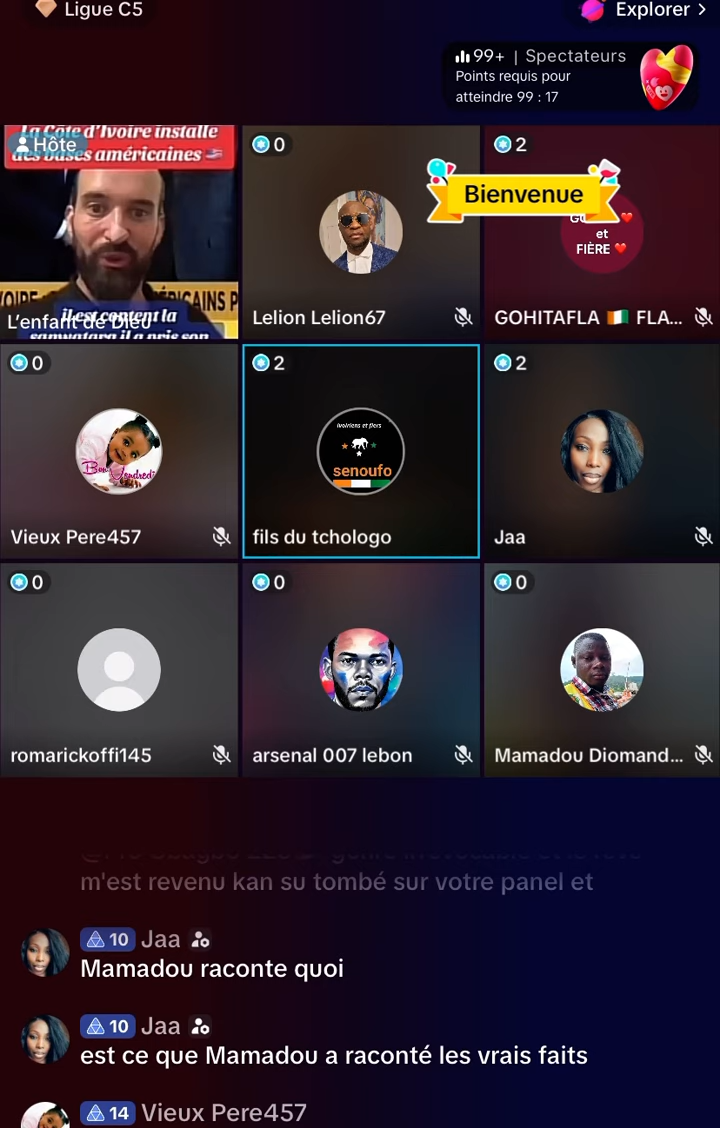 Ligue C5
Explorer >
99+ | Spectateurs
Points requis pour
atteindre 99 : 17
la Côte d'Ivoire installe
des bases américaines
Hôte
IL EST CONTENT la
L'enfant de Dieu
0
Lelion Lelion67
2
Bienvenue
et
FIÈRE
GOHITAFLA FLA...
0
Bon Vendredi
Vieux Pere457
2
ivoiriens et fiers
senoufo
fils du tchologo
2
Jaa
0
romarickoffi145
0
arsenal 007 lebon
0
Mamadou Diomand...
m'est revenu kan su tombé sur votre panel et
10 Jaa
Mamadou raconte quoi
10 Jaa
est ce que Mamadou a raconté les vrais faits
14 Vieux Pere457